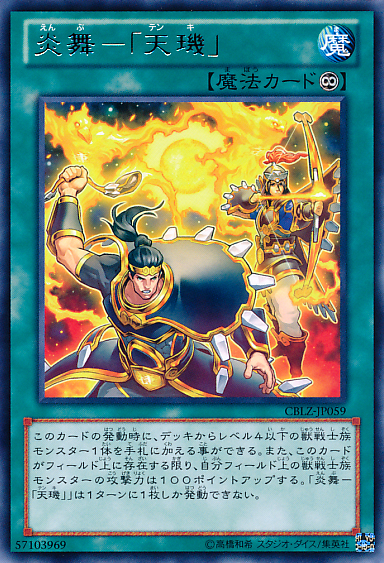 炎舞－「天璣」
魔
【魔法カード♾】
CBLZ-JP059
このカードの発動時に、デッキからレベル４以下の獣戦士族
モンスター１体を手札に加える事ができる。また、このカード
がフィールド上に存在する限り、自分フィールド上の獣戦士族
モンスターの攻撃力は１００ポイントアップする。「炎舞－
「天璣」」は１ターンに１枚しか発動できない。
57103969
©高橋和希 スタジオ・ダイス/集英社